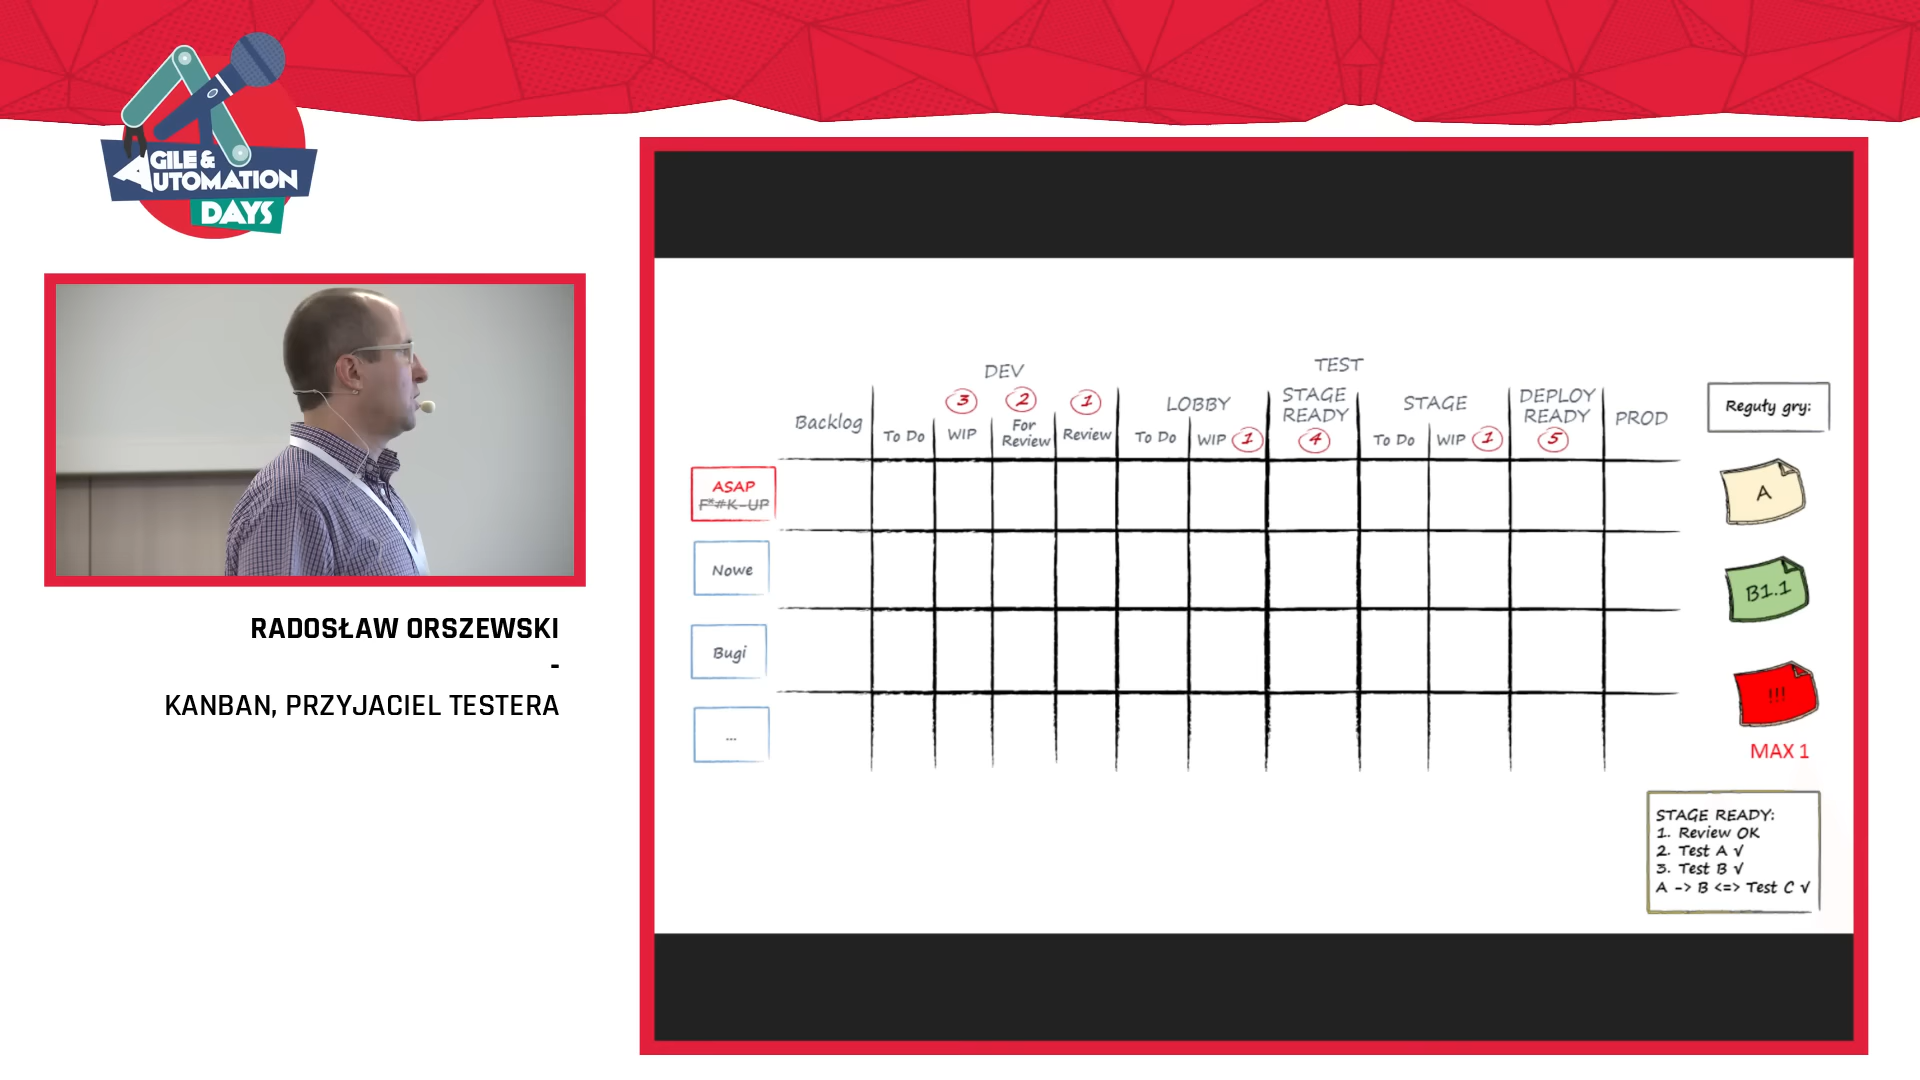 AGILE &
AUTOMATION
DAYS
RADOSŁAW ORSZEWSKI
-
KANBAN, PRZYJACIEL TESTERA
DEV
TEST
Backlog
To Do
3
WIP
2
For
Review
1
Review
LOBBY
To Do
WIP 1
STAGE
READY
4
STAGE
To Do
WIP 1
DEPLOY
READY
5
PROD
Reguły gry:
ASAP
F*#K-UP
Nowe
Bugi
...
A
B1.1
!!!
MAX 1
STAGE READY:
1. Review OK
2. Test A √
3. Test B √
A -> B <=> Test C √